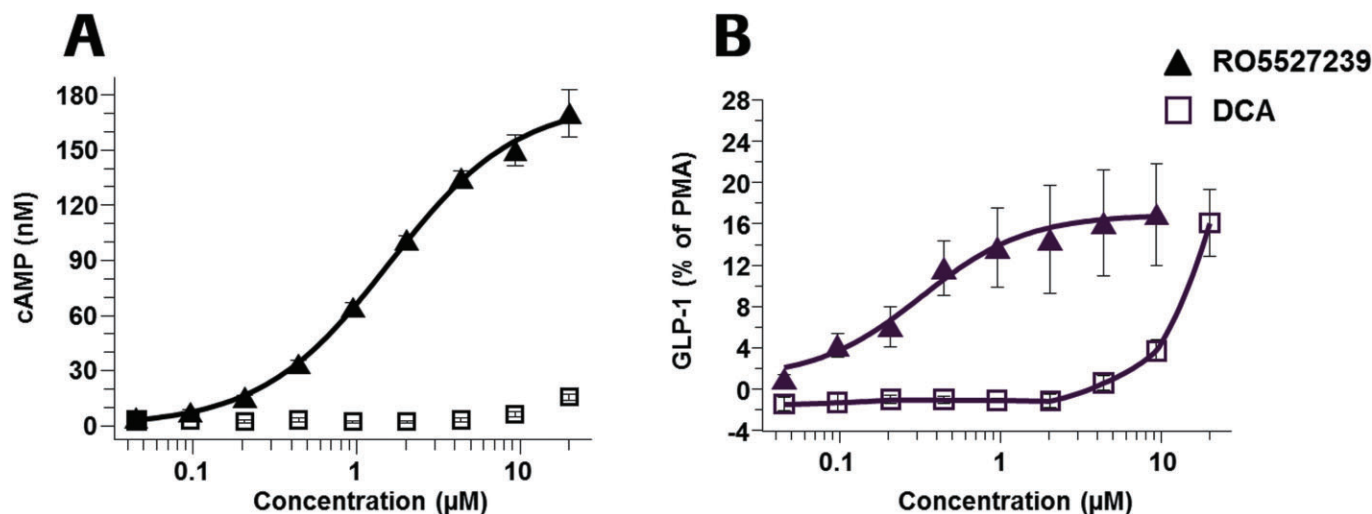 A
B
RO5527239
DCA
cAMP (nM)
180
150
120
90
60
30
0
0.1
1
10
Concentration (µM)
GLP-1 (% of PMA)
28
24
20
16
12
8
4
0
-4
0.1
1
10
Concentration (µM)